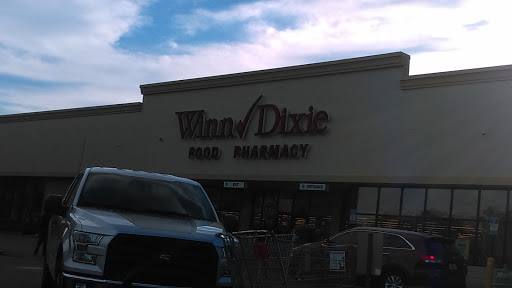 Winn Dixie
FOOD PHARMACY
EXIT
ENTRANCE